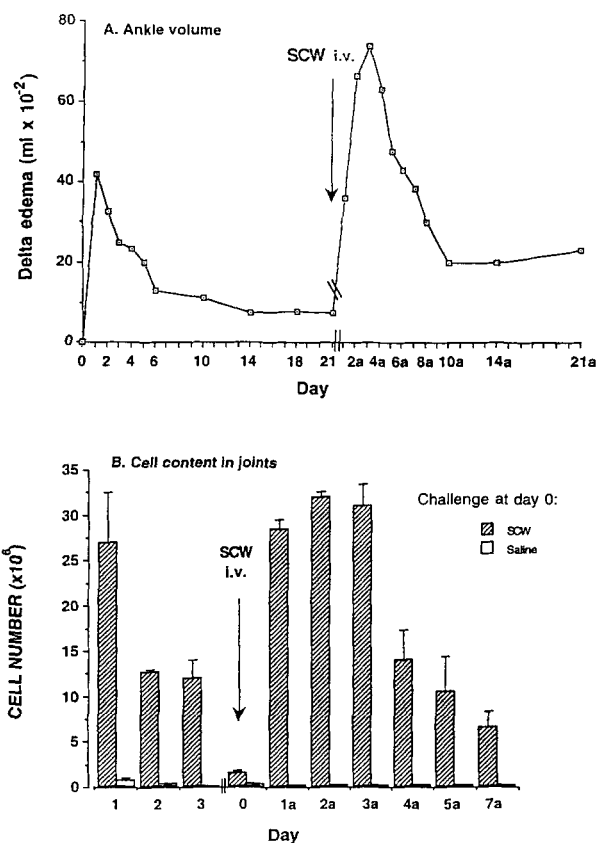 A. Ankle volume
SCW i.v.
Delta edema (ml x 10-2)
80
60
40
20
0
0 2 4 6 10 14 18 21 2a 4a 6a 8a 10a 14a 21a
Day
B. Cell content in joints
Challenge at day 0:
SCW
Saline
SCW
i.v.
CELL NUMBER (x106)
35
30
25
20
15
10
5
0
1 2 3 0 1a 2a 3a 4a 5a 7a
Day